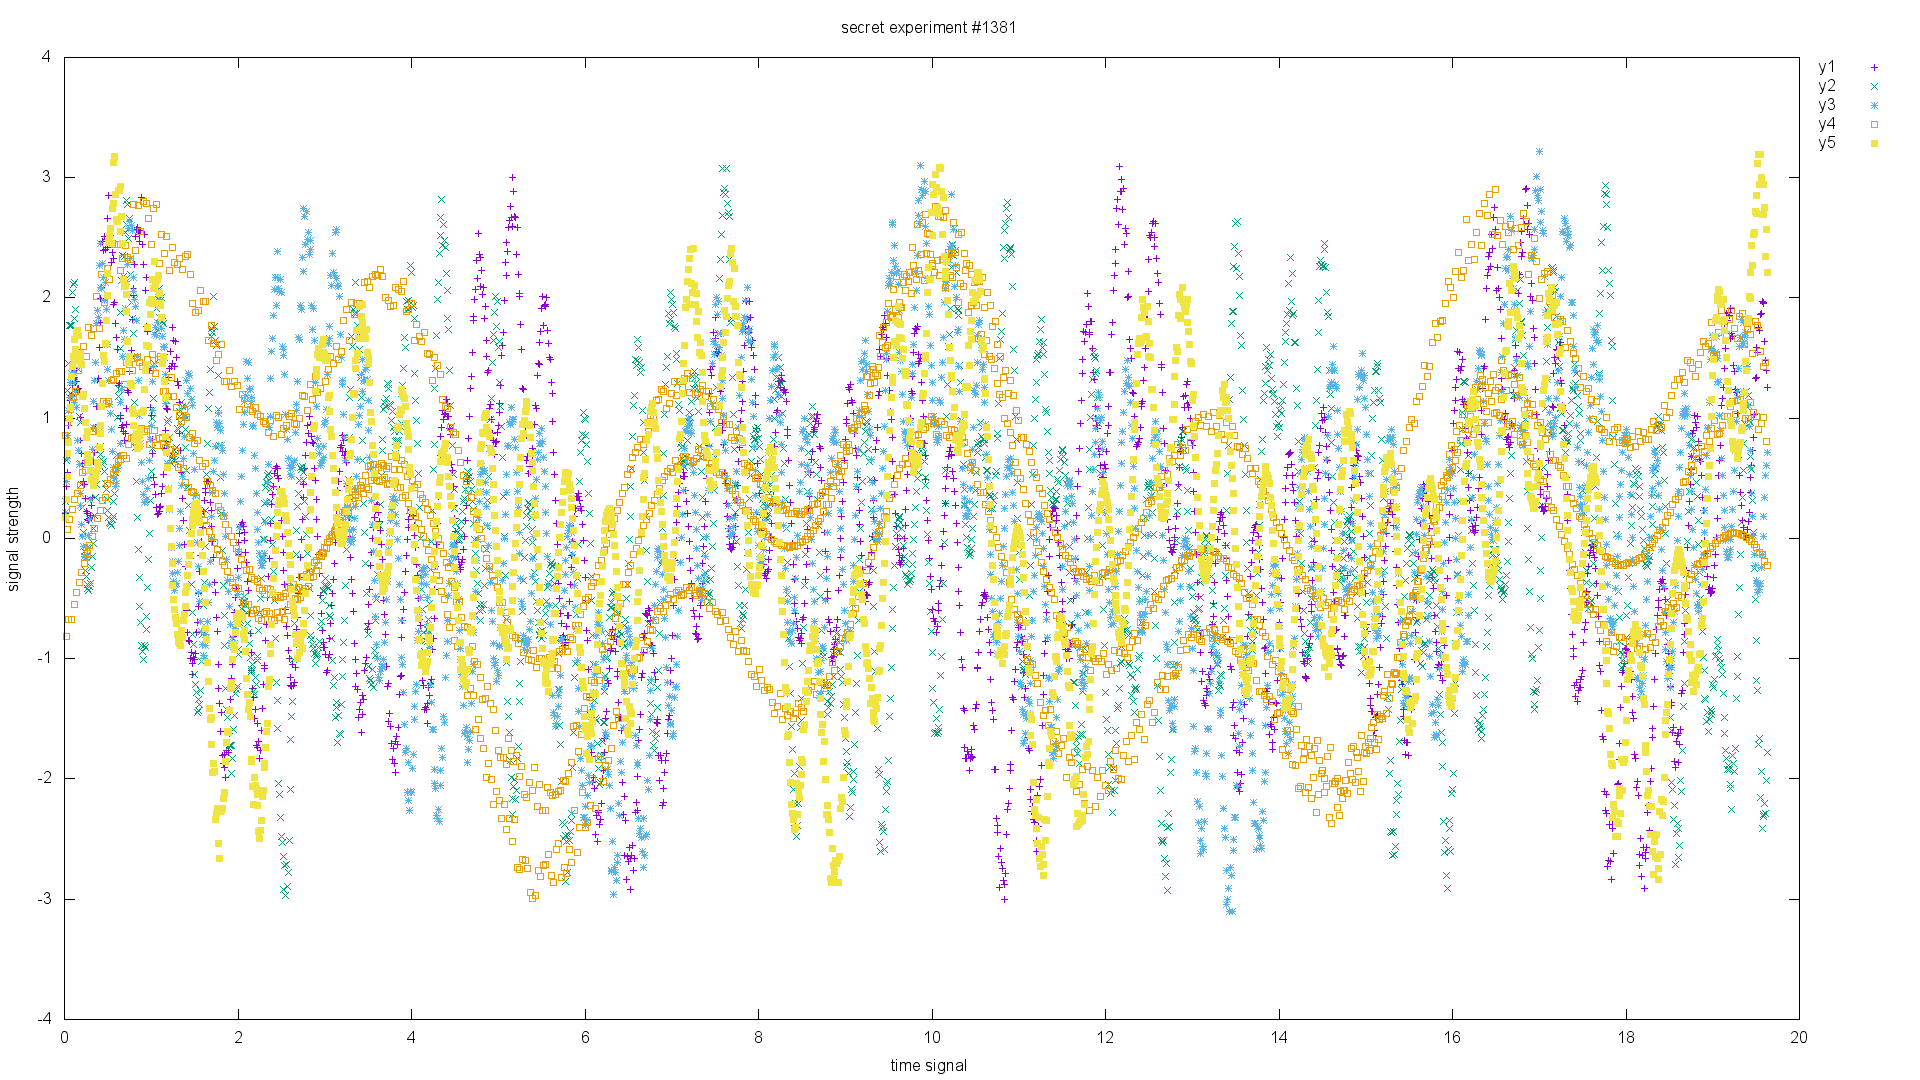 secret experiment #1381
y1
y2
y3
y4
y5
signal strength
4
3
2
1
0
-1
-2
-3
-4
0 2 4 6 8 10 12 14 16 18 20
time signal